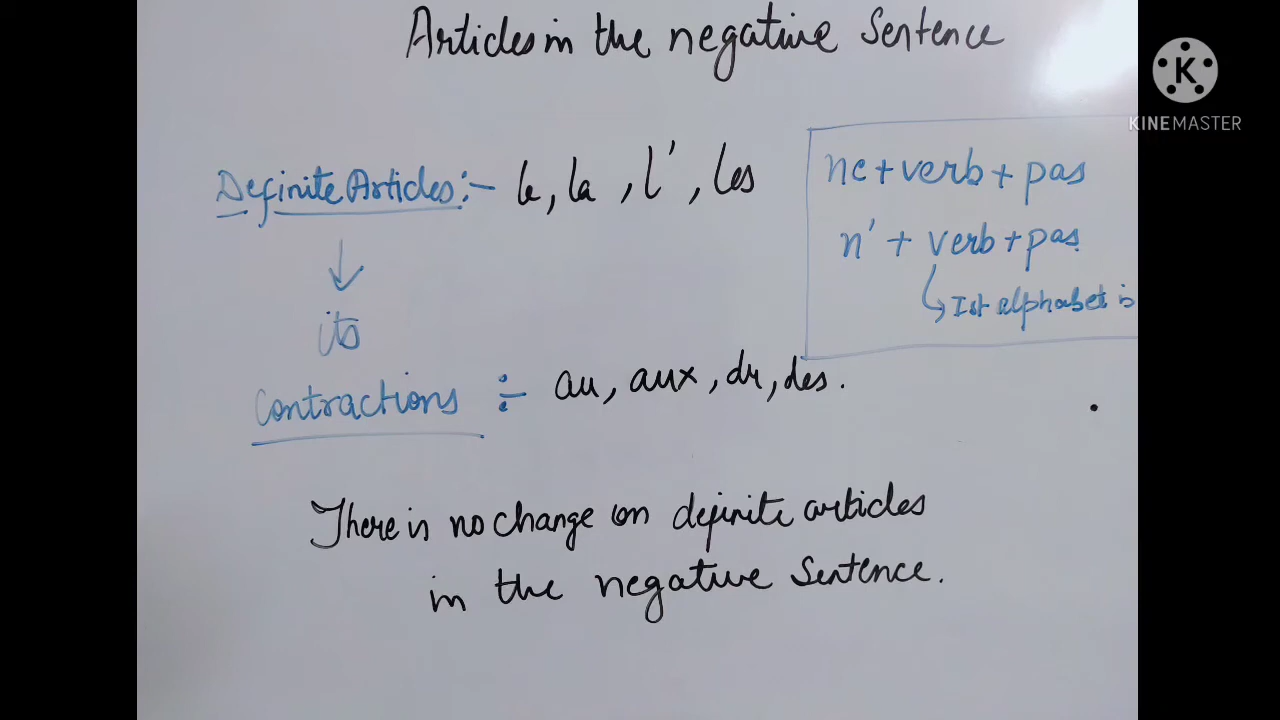 Articles in the negative Sentence
Definite Articles:- le, la, l', les
ne+verb+pas
n' + verb+pas
Ist alphabet is
↓
its
Contractions :- au, aux, du, des.
There is no change on definite articles
in the negative Sentence.
K
KINEMASTER